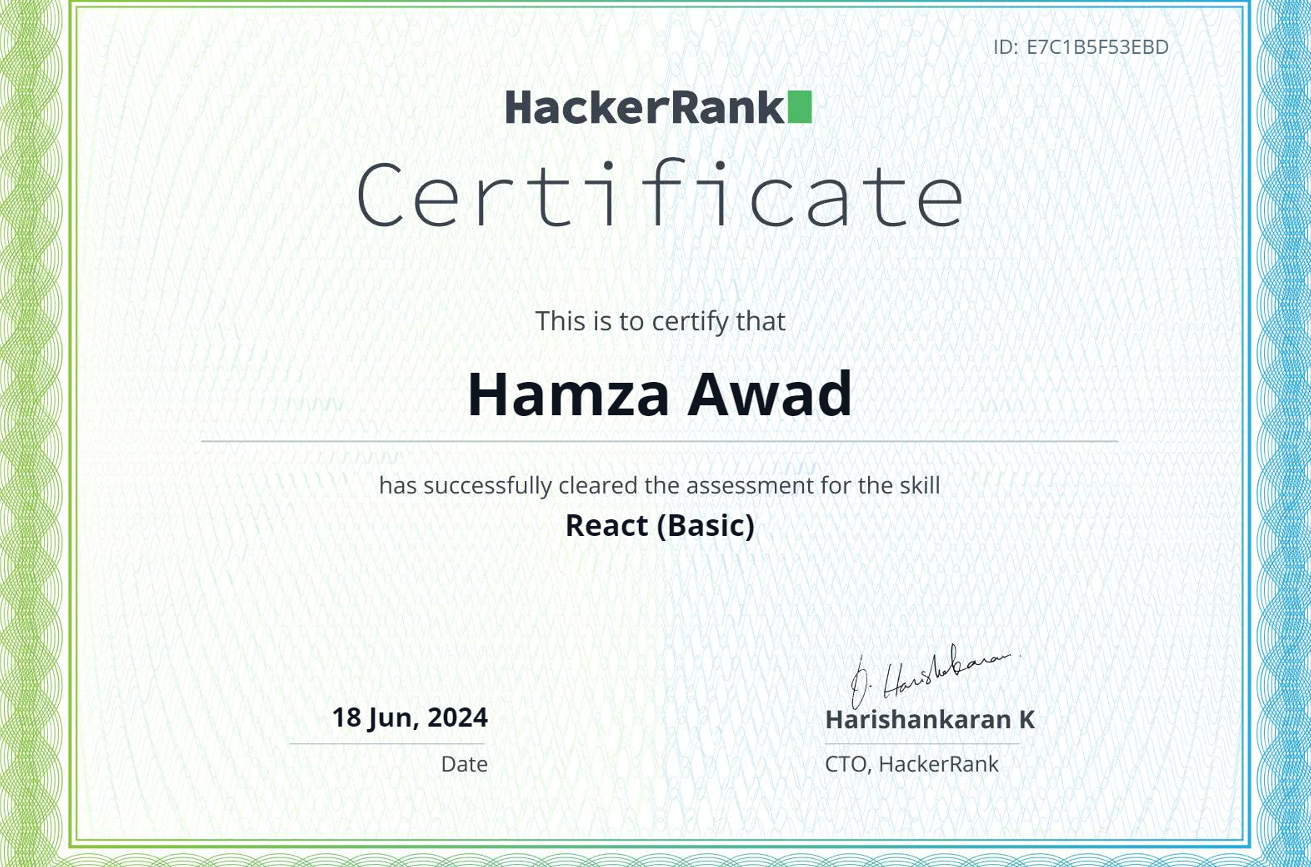 ID: E7C1B5F53EBD
HackerRank
Certificate
This is to certify that
Hamza Awad
has successfully cleared the assessment for the skill
React (Basic)
18 Jun, 2024
Date
Harishankaran K
CTO, HackerRank